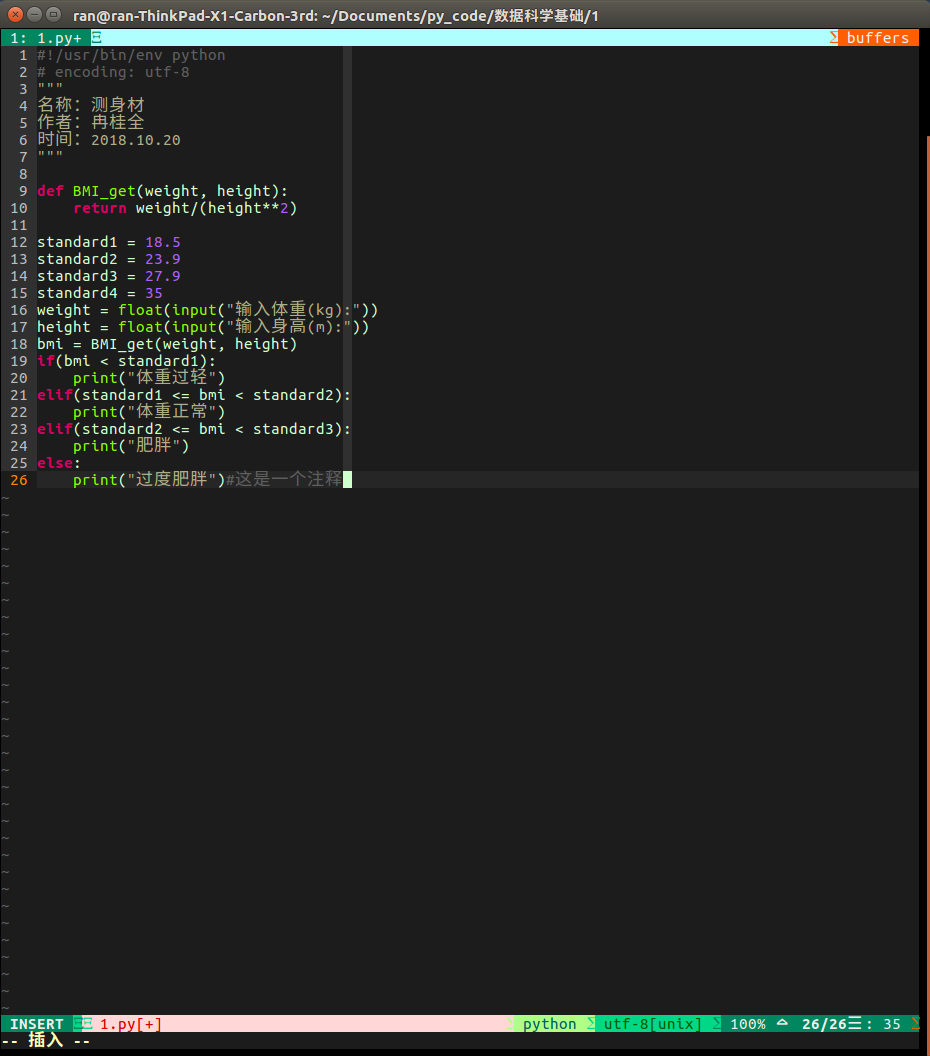 ran@ran-ThinkPad-X1-Carbon-3rd: ~/Documents/py_code/数据科学基础/1
1: 1.py+ Ξ Σ buffers
1 #!/usr/bin/env python
2 # encoding: utf-8
3 """
4 名称: 测身材
5 作者: 冉桂全
6 时间: 2018.10.20
7 """
8
9 def BMI_get(weight, height):
10     return weight/(height**2)
11
12 standard1 = 18.5
13 standard2 = 23.9
14 standard3 = 27.9
15 standard4 = 35
16 weight = float(input("输入体重(kg):"))
17 height = float(input("输入身高(m):"))
18 bmi = BMI_get(weight, height)
19 if(bmi < standard1):
20     print("体重过轻")
21 elif(standard1 <= bmi < standard2):
22     print("体重正常")
23 elif(standard2 <= bmi < standard3):
24     print("肥胖")
25 else:
26     print("过度肥胖")#这是一个注释
INSERT ΞΞ 1.py[+] Σ python Σ utf-8[unix] Σ 100% 26/26☰: 35 Σ
-- 插入 --